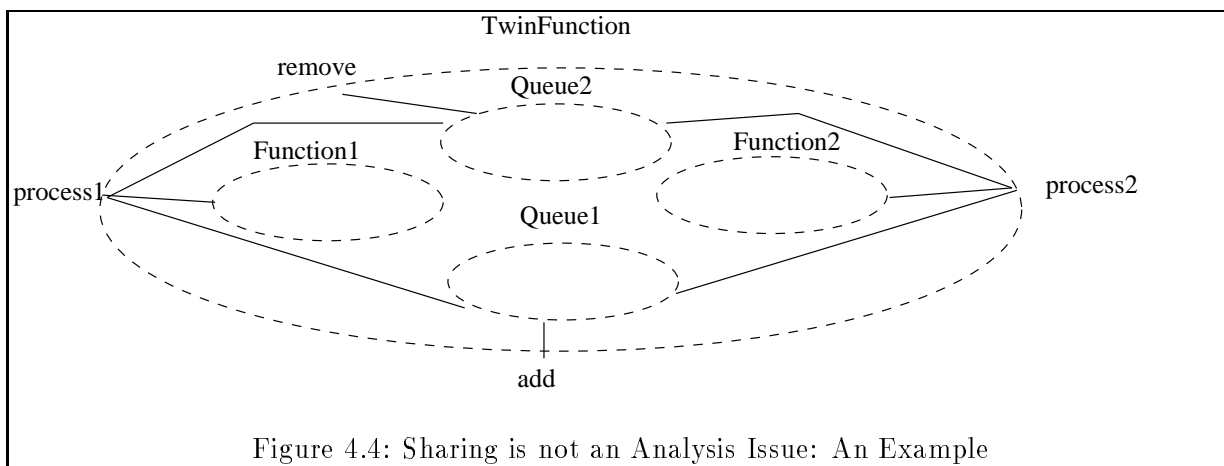 TwinFunction
remove
Queue2
Function1
Function2
process1
process2
Queue1
add
Figure 4.4: Sharing is not an Analysis Issue: An Example